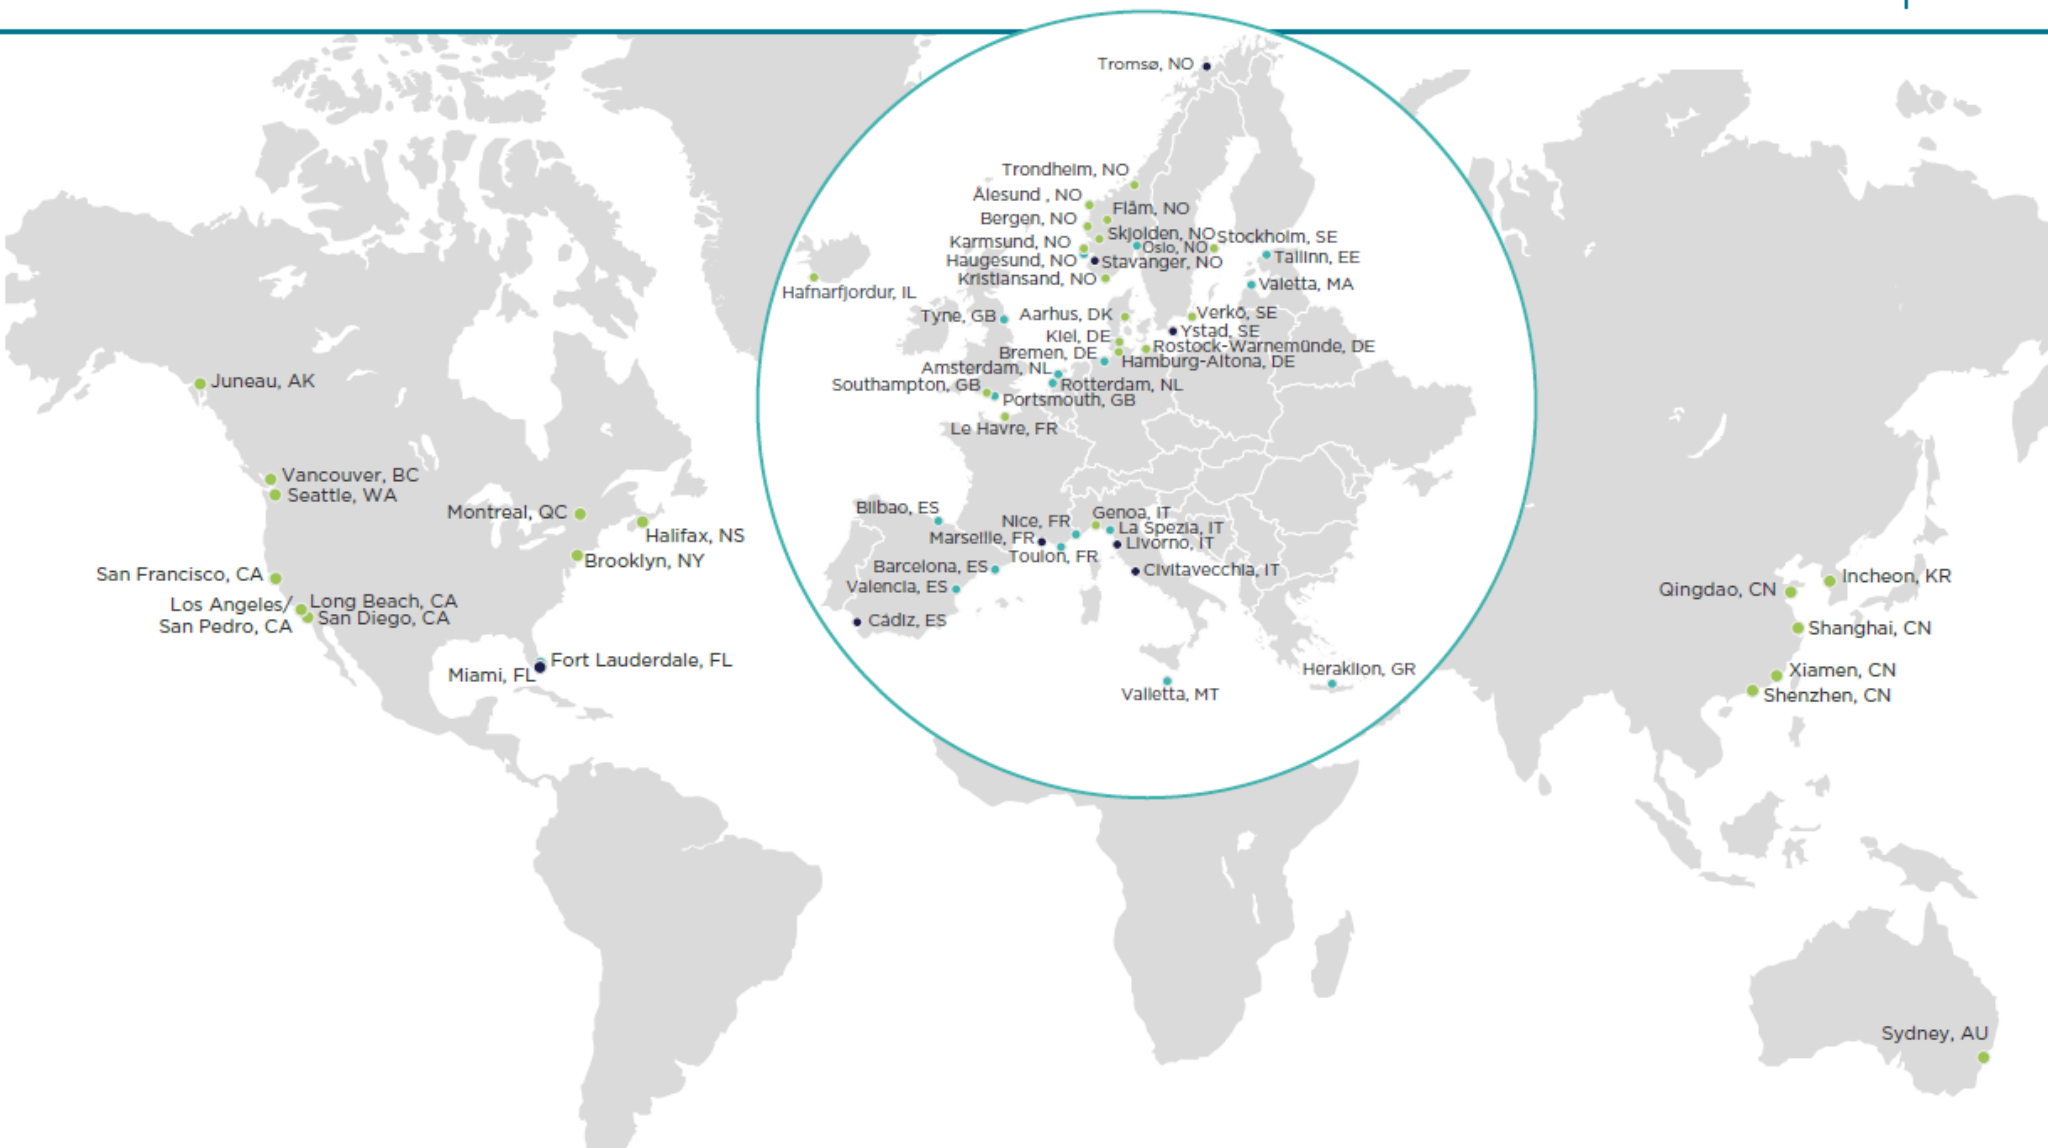 Tromsø, NO
Trondheim, NO
Ålesund , NO
Flåm, NO
Bergen, NO
Skjolden, NO
Stockholm, SE
Karmsund, NO
Oslo, NO
Haugesund, NO
Stavanger, NO
Tallinn, EE
Kristiansand, NO
Valetta, MA
Hafnarfjordur, IL
Tyne, GB
Aarhus, DK
Verkö, SE
Ystad, SE
Kiel, DE
Rostock-Warnemünde, DE
Bremen, DE
Hamburg-Altona, DE
Amsterdam, NL
Southampton, GB
Rotterdam, NL
Portsmouth, GB
Le Havre, FR
Juneau, AK
Vancouver, BC
Seattle, WA
Montreal, QC
Halifax, NS
Brooklyn, NY
San Francisco, CA
Los Angeles/
San Pedro, CA
Long Beach, CA
San Diego, CA
Fort Lauderdale, FL
Miami, FL
Bilbao, ES
Nice, FR
Genoa, IT
La Spezia, IT
Marseille, FR
Livorno, IT
Toulon, FR
Barcelona, ES
Civitavecchia, IT
Valencia, ES
Cádiz, ES
Heraklion, GR
Valletta, MT
Qingdao, CN
Incheon, KR
Shanghai, CN
Xiamen, CN
Shenzhen, CN
Sydney, AU